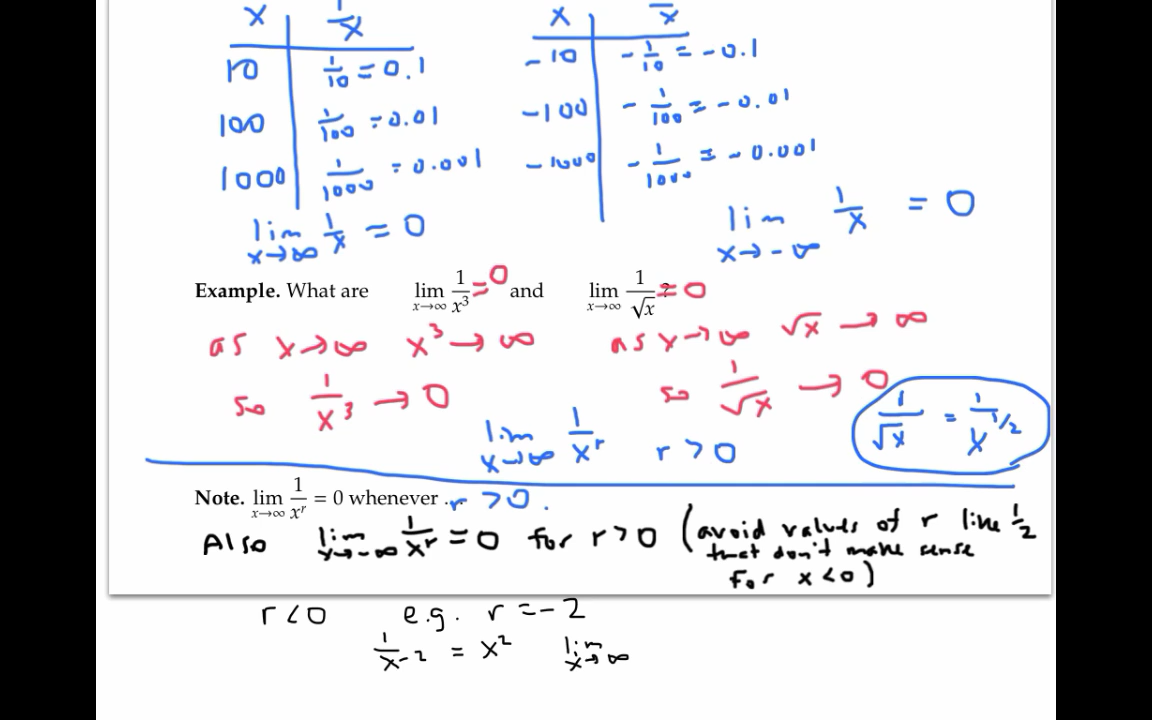 x 1/x x 1/x
10 1/10 = 0.1 -10 - 1/10 = - 0.1
100 1/100 = 0.01 -100 - 1/100 = - 0.01
1000 1/1000 = 0.001 -1000 - 1/1000 = - 0.001
lim x→∞ 1/x = 0 lim x→-∞ 1/x = 0
Example. What are lim x→∞ 1/x³ = 0 and lim x→∞ 1/√x ? = 0
as x→∞ x³ → ∞ as x→∞ √x → ∞
so 1/x³ → 0 so 1/√x → 0
1/√x = 1/x^1/2
lim x→∞ 1/x^r r > 0
Note. lim x→∞ 1/x^r = 0 whenever .. r > 0.
Also lim x→-∞ 1/x^r = 0 for r > 0 (avoid values of r like 1/2
that don't make sense
for x < 0)
r < 0 e.g. r = -2
1/x^-2 = x² lim x→∞